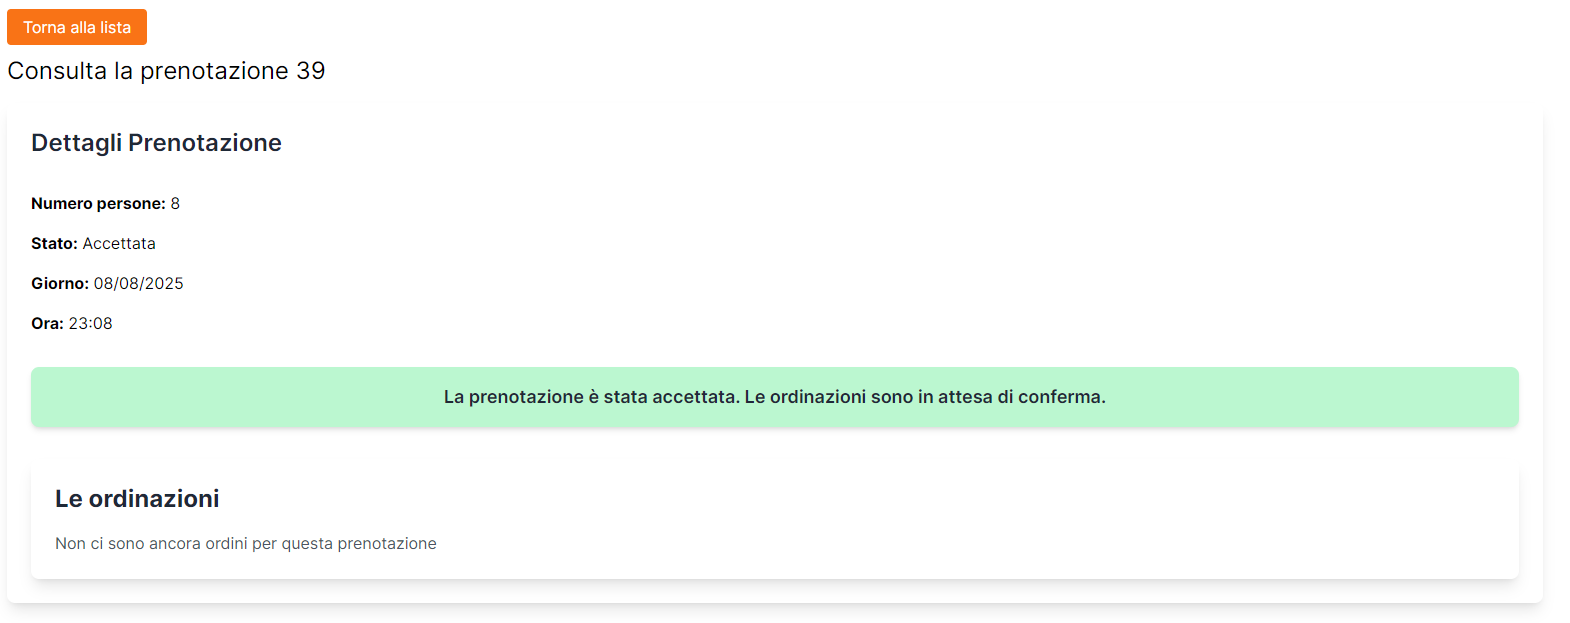 Torna alla lista
Consulta la prenotazione 39
Dettagli Prenotazione
Numero persone: 8
Stato: Accettata
Giorno: 08/08/2025
Ora: 23:08
La prenotazione è stata accettata. Le ordinazioni sono in attesa di conferma.
Le ordinazioni
Non ci sono ancora ordini per questa prenotazione